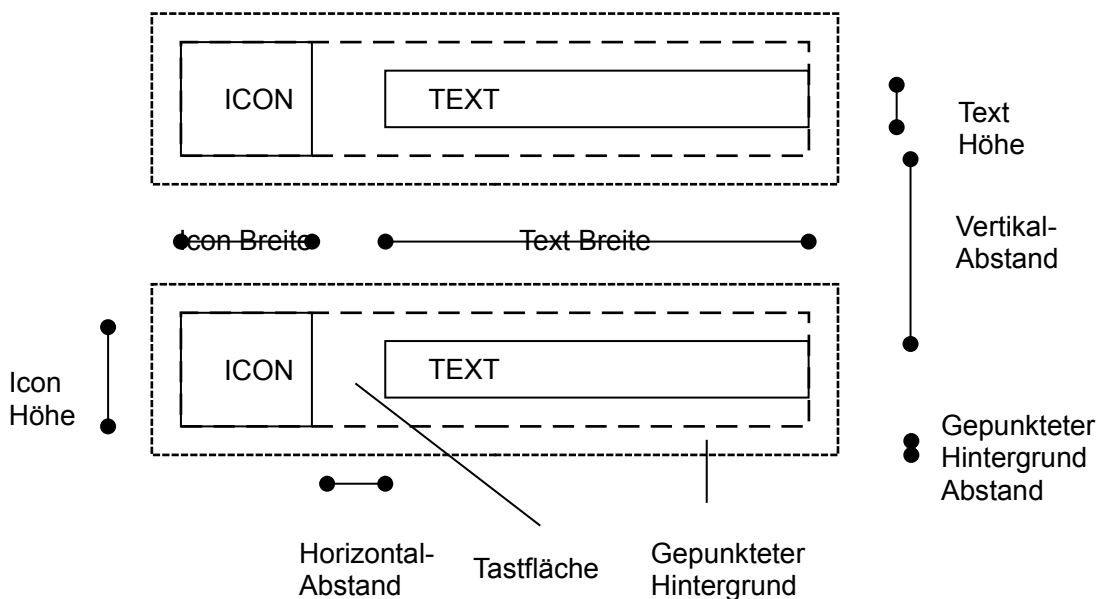 ICON
TEXT
Text
Höhe
Icon Breite
Text Breite
Vertikal-
Abstand
ICON
TEXT
Icon
Höhe
Gepunkteter
Hintergrund
Abstand
Horizontal-
Abstand
Tastfläche
Gepunkteter
Hintergrund